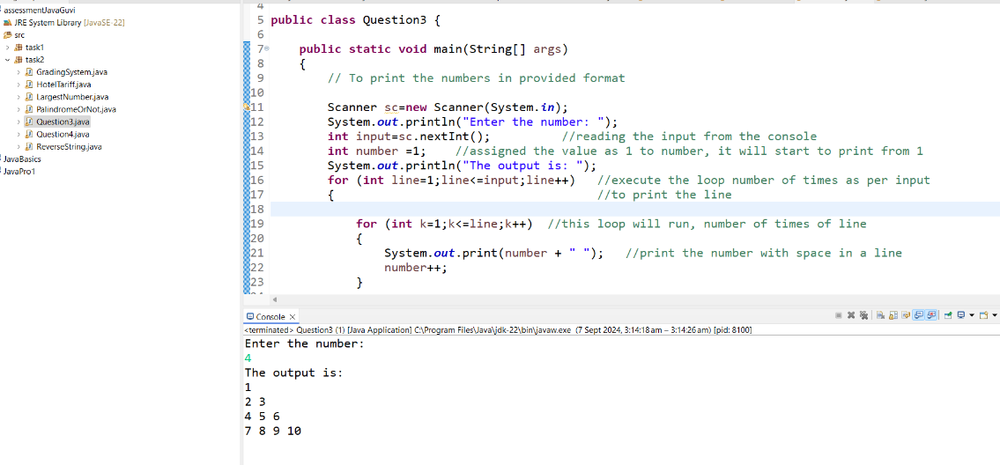 assessmentJavaGuvi
JRE System Library [JavaSE-22]
src
task1
task2
GradingSystem.java
HotelTariff.java
LargestNumber.java
PalindromeOrNot.java
Question3.java
Question4.java
ReverseString.java
JavaBasics
JavaPro1
4
5 public class Question3 {
6
7 public static void main(String[] args)
8 {
9 // To print the numbers in provided format
10
11 Scanner sc=new Scanner(System.in);
12 System.out.println("Enter the number: ");
13 int input=sc.nextInt(); //reading the input from the console
14 int number =1; //assigned the value as 1 to number, it will start to print from 1
15 System.out.println("The output is: ");
16 for (int line=1;line<=input;line++) //execute the loop number of times as per input
17 { //to print the line
18
19 for (int k=1;k<=line;k++) //this loop will run, number of times of line
20 {
21 System.out.print(number + " "); //print the number with space in a line
22 number++;
23 }
Console
<terminated> Question3 (1) [Java Application] C:\Program Files\Java\jdk-22\bin\javaw.exe (7 Sept 2024, 3:14:18 am – 3:14:26 am) [pid: 8100]
Enter the number:
4
The output is:
1
2 3
4 5 6
7 8 9 10